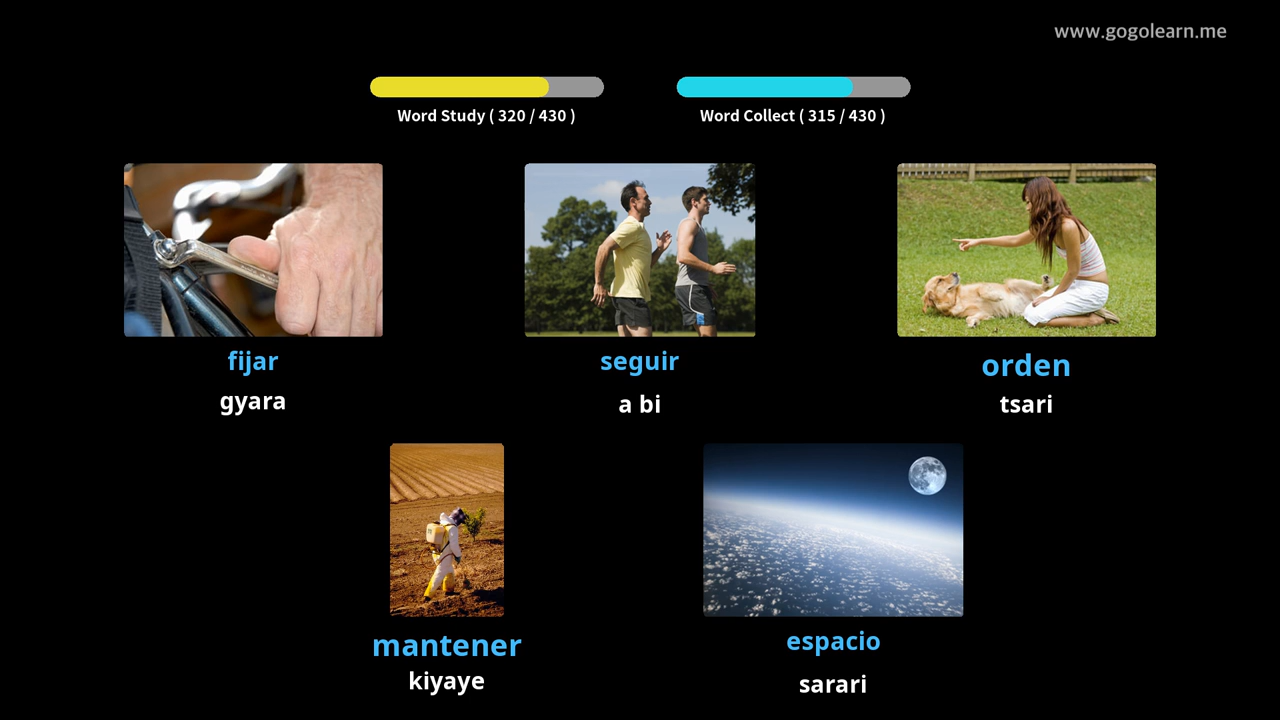 www.gogolearn.me
Word Study ( 320 / 430 )
Word Collect ( 315 / 430 )
fijar
gyara
seguir
a bi
orden
tsari
mantener
kiyaye
espacio
sarari